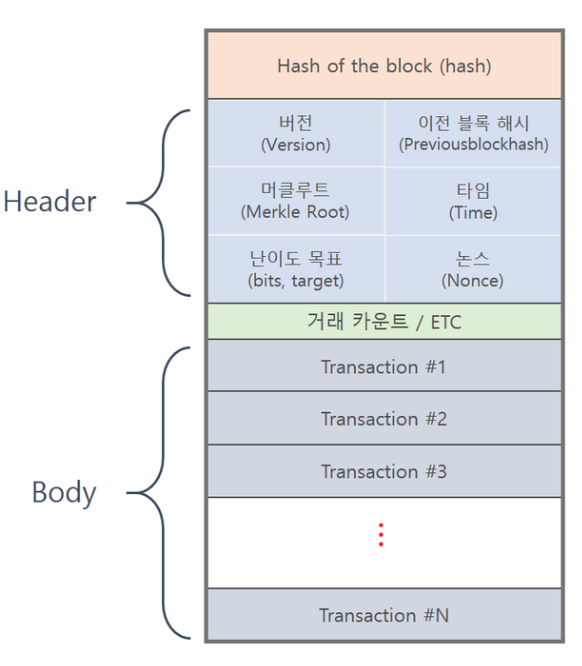 Hash of the block (hash)
버전
(Version)
이전 블록 해시
(Previousblockhash)
Header
머클루트
(Merkle Root)
타임
(Time)
난이도 목표
(bits, target)
논스
(Nonce)
거래 카운트 / ETC
Transaction #1
Transaction #2
Transaction #3
Body
Transaction #N